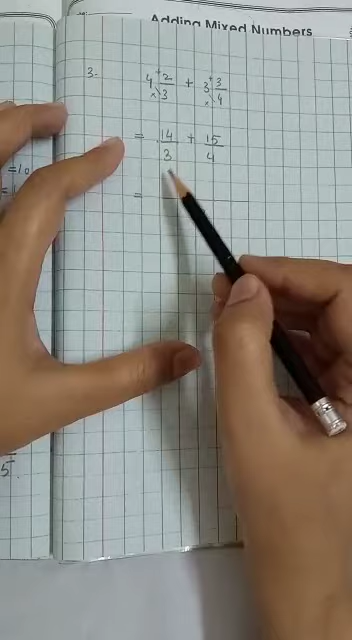 Adding Mixed Numbers
3. 4 2/3 + 3 3/4
= 14/3 + 15/4
=